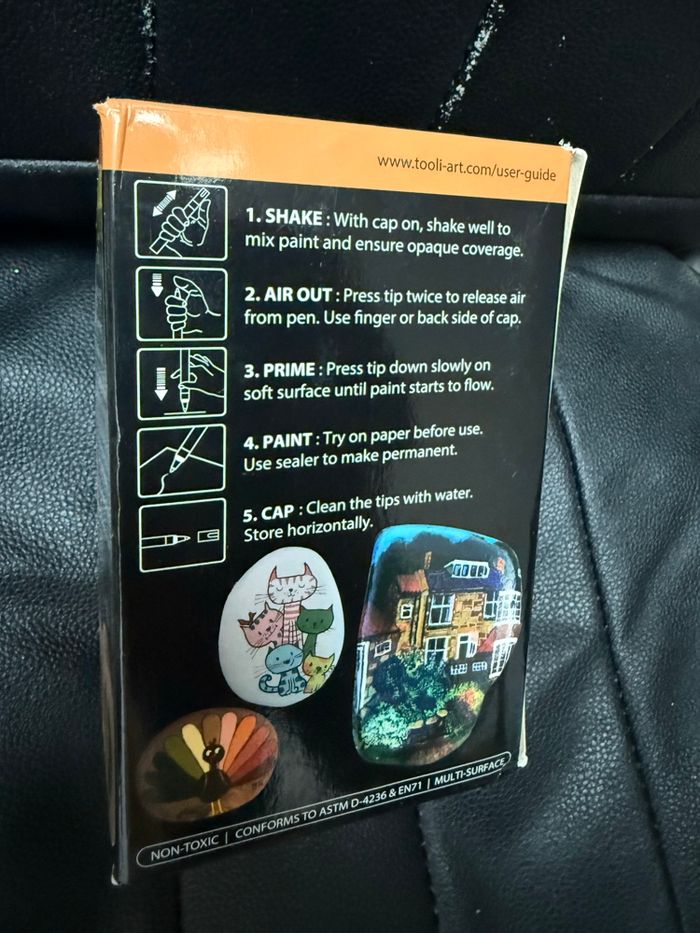 www.tooli-art.com/user-guide
1. SHAKE : With cap on, shake well to
mix paint and ensure opaque coverage.
2. AIR OUT : Press tip twice to release air
from pen. Use finger or back side of cap.
3. PRIME : Press tip down slowly on
soft surface until paint starts to flow.
4. PAINT : Try on paper before use.
Use sealer to make permanent.
5. CAP : Clean the tips with water.
Store horizontally.
NON-TOXIC | CONFORMS TO ASTM D-4236 & EN71 | MULTI-SURFACE